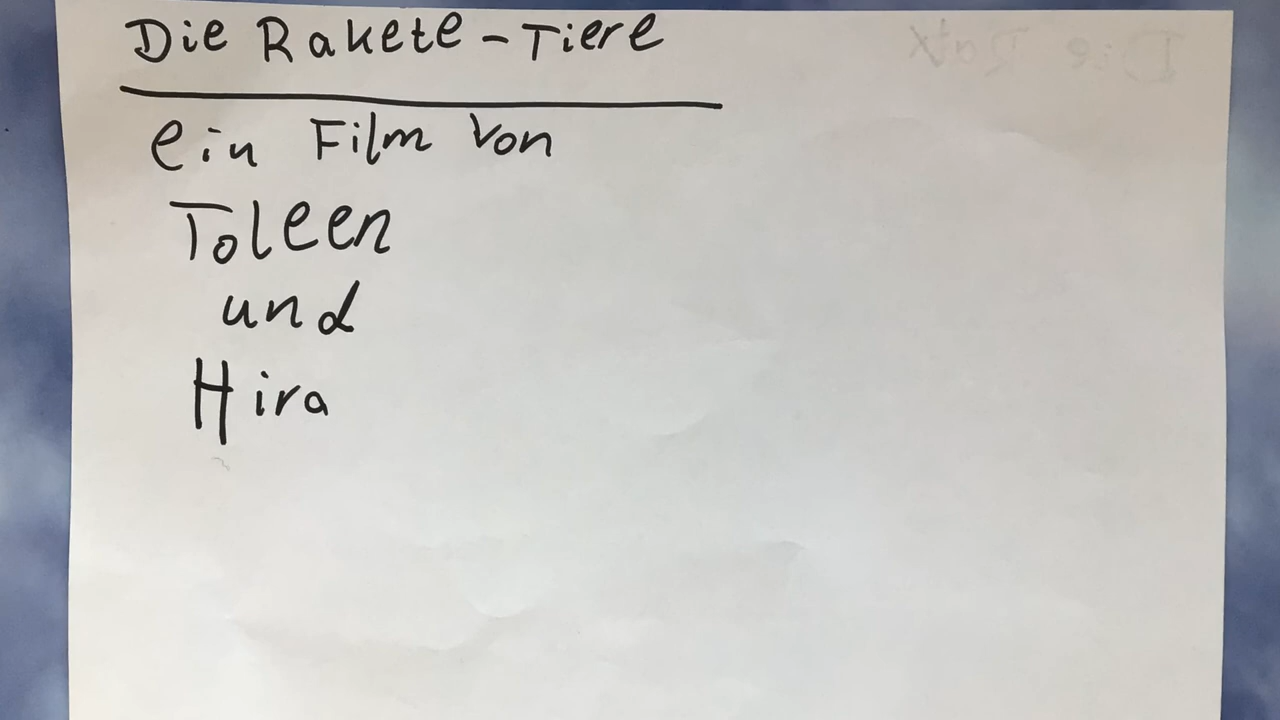 Die Rakete-Tiere
ein Film von
Toleen
und
Hira